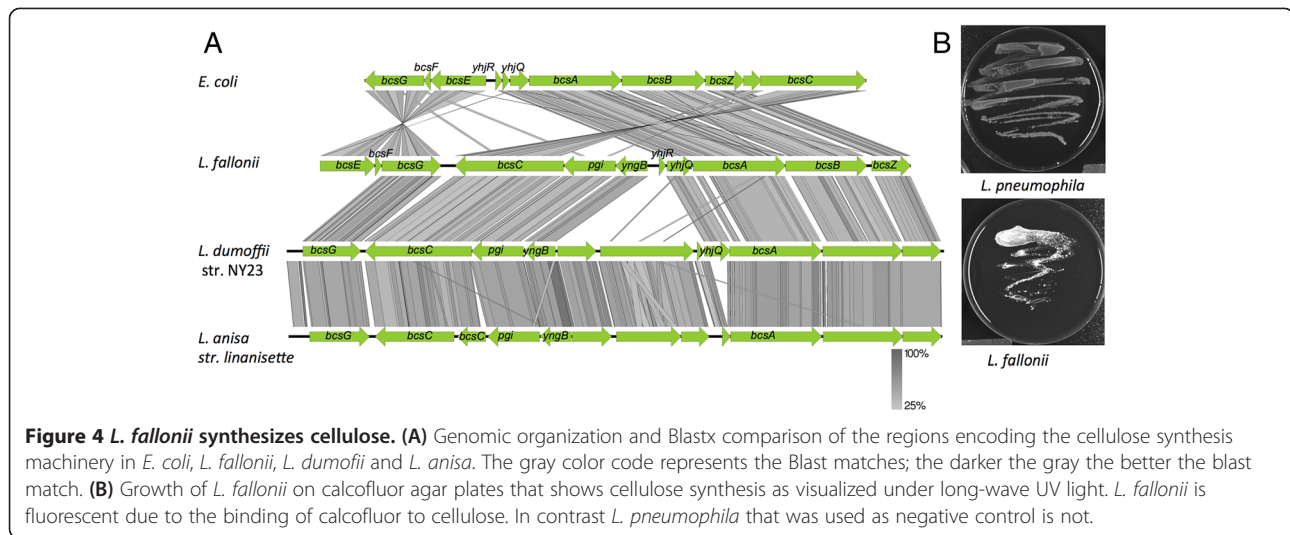 A
B
bcsF yhjR
E. coli bcsG bcsE yhjQ bcsA bcsB bcsZ bcsC
bcsF yhjR
L. fallonii bcsE bcsG bcsC pgi yngB yhjQ bcsA bcsB bcsZ
L. pneumophila
L. dumoffii bcsG bcsC pgi yngB yhjQ bcsA
str. NY23
L. anisa bcsG bcsC bcsC pgi yngB bcsA
str. linanisette
100%
25%
L. fallonii
Figure 4 L. fallonii synthesizes cellulose. (A) Genomic organization and Blastx comparison of the regions encoding the cellulose synthesis
machinery in E. coli, L. fallonii, L. dumofii and L. anisa. The gray color code represents the Blast matches; the darker the gray the better the blast
match. (B) Growth of L. fallonii on calcofluor agar plates that shows cellulose synthesis as visualized under long-wave UV light. L. fallonii is
fluorescent due to the binding of calcofluor to cellulose. In contrast L. pneumophila that was used as negative control is not.